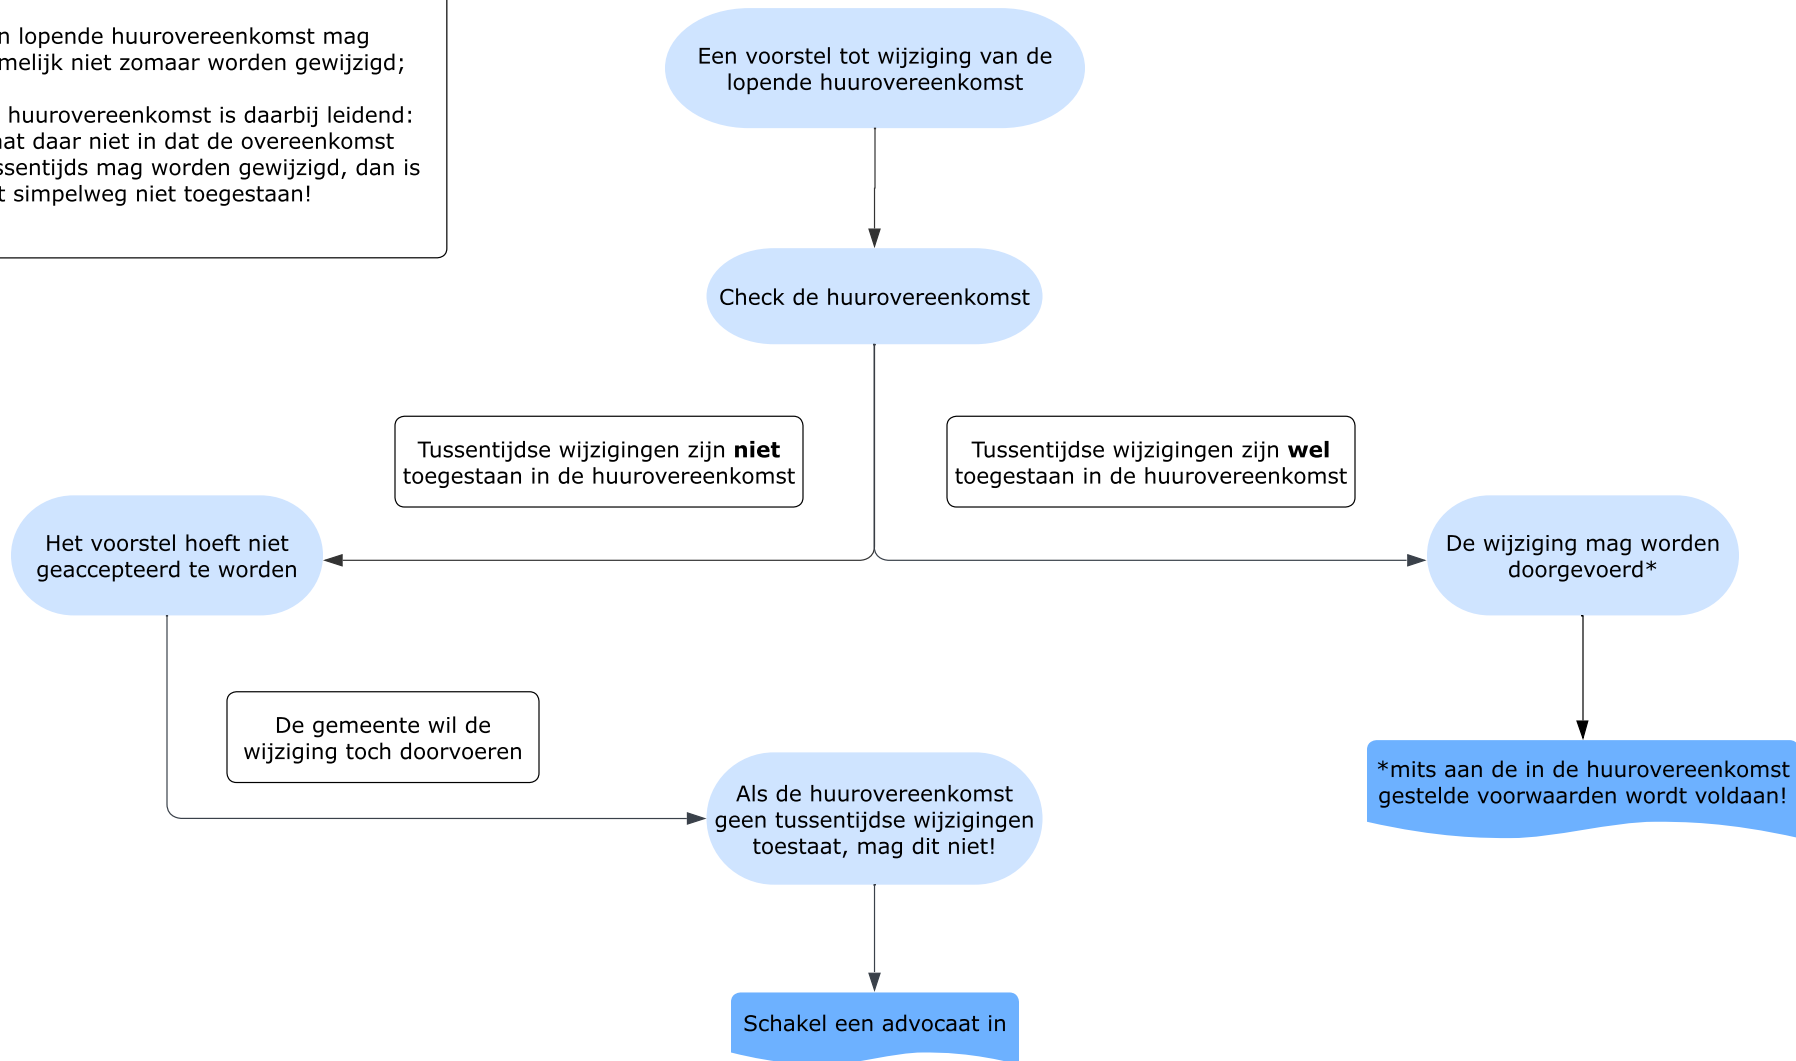 lopende huurovereenkomst mag
niet zomaar worden gewijzigd;
huurovereenkomst is daarbij leidend:
daar niet in dat de overereenkomst
mag worden gewijzigd, dan is
simpelweg niet toegestaan!
Een voorstel tot wijziging van de
lopende huurovereenkomst
Check de huurovereenkomst
Tussentijdse wijzigingen zijn niet
toegestaan in de huurovereenkomst
Tussentijdse wijzigingen zijn wel
toegestaan in de huurovereenkomst
Het voorstel hoeft niet
geaccepteerd te worden
De wijziging mag worden
doorgevoerd*
De gemeente wil de
wijziging toch doorvoeren
*mits aan de in de huurovereenkomst
gestelde voorwaarden wordt voldaan!
Als de huurovereenkomst
geen tussentijdse wijzigingen
toestaat, mag dit niet!
Schakel een advocaat in